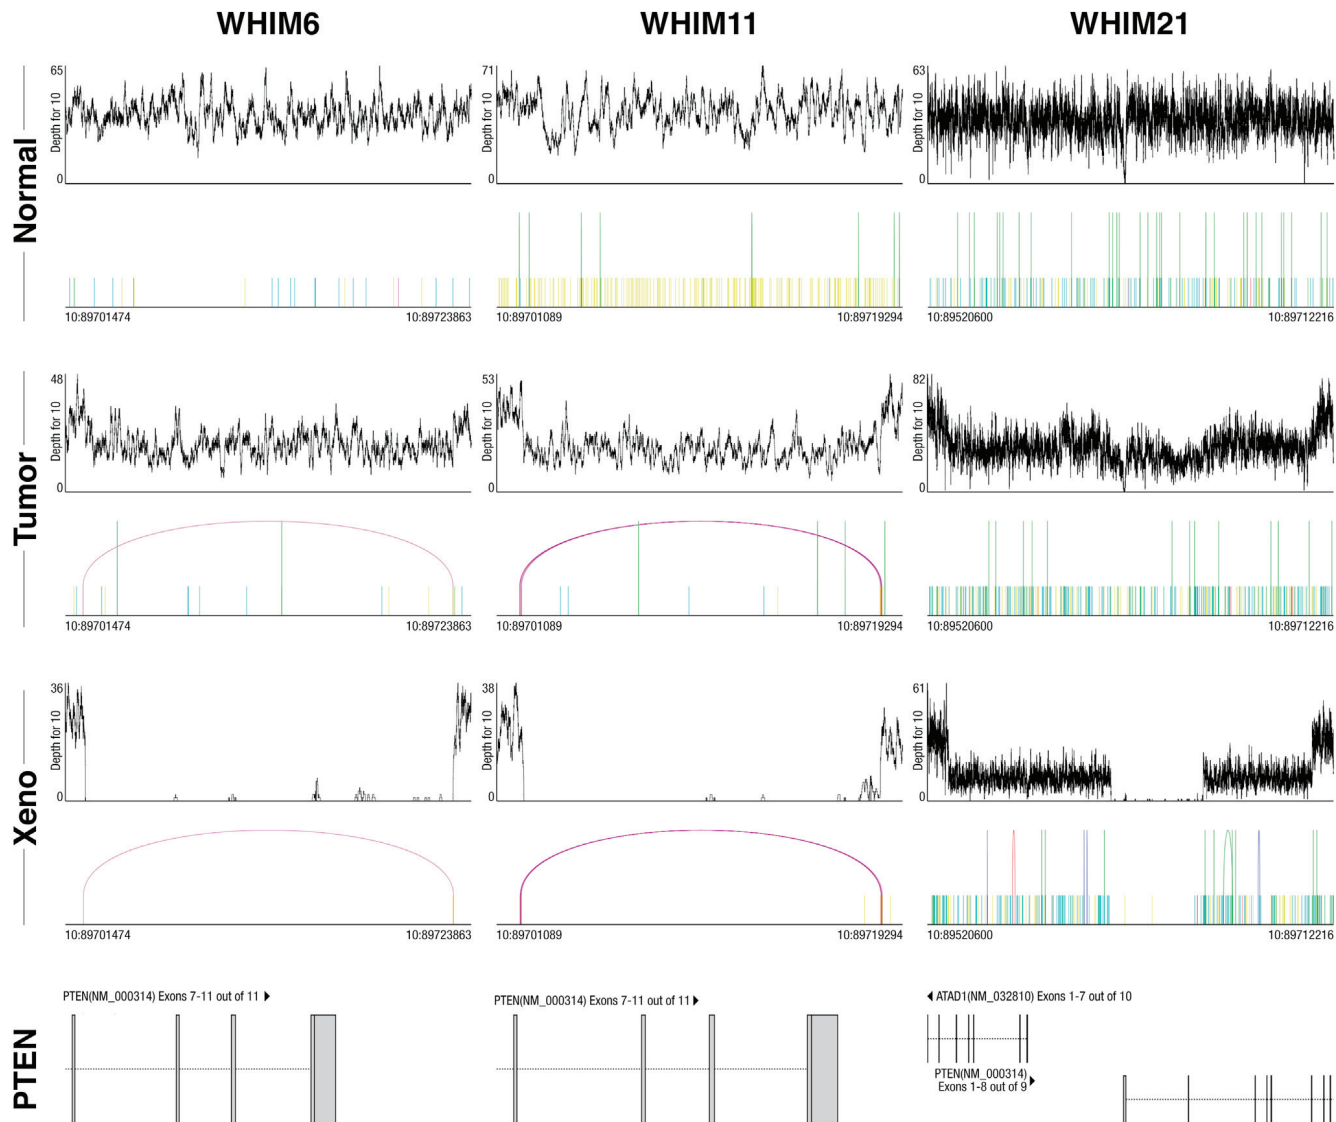 WHIM6
WHIM11
WHIM21
Normal
65
Depth for 10
0
71
Depth for 10
0
63
Depth for 10
0
10:89701474
10:89723863
10:89701089
10:89719294
10:89520600
10:89712216
Tumor
48
Depth for 10
0
53
Depth for 10
0
82
Depth for 10
0
10:89701474
10:89723863
10:89701089
10:89719294
10:89520600
10:89712216
Xeno
36
Depth for 10
0
38
Depth for 10
0
61
Depth for 10
0
10:89701474
10:89723863
10:89701089
10:89719294
10:89520600
10:89712216
PTEN
PTEN(NM_000314) Exons 7-11 out of 11
PTEN(NM_000314) Exons 7-11 out of 11
ATAD1(NM_032810) Exons 1-7 out of 10
PTEN(NM_000314)
Exons 1-8 out of 9